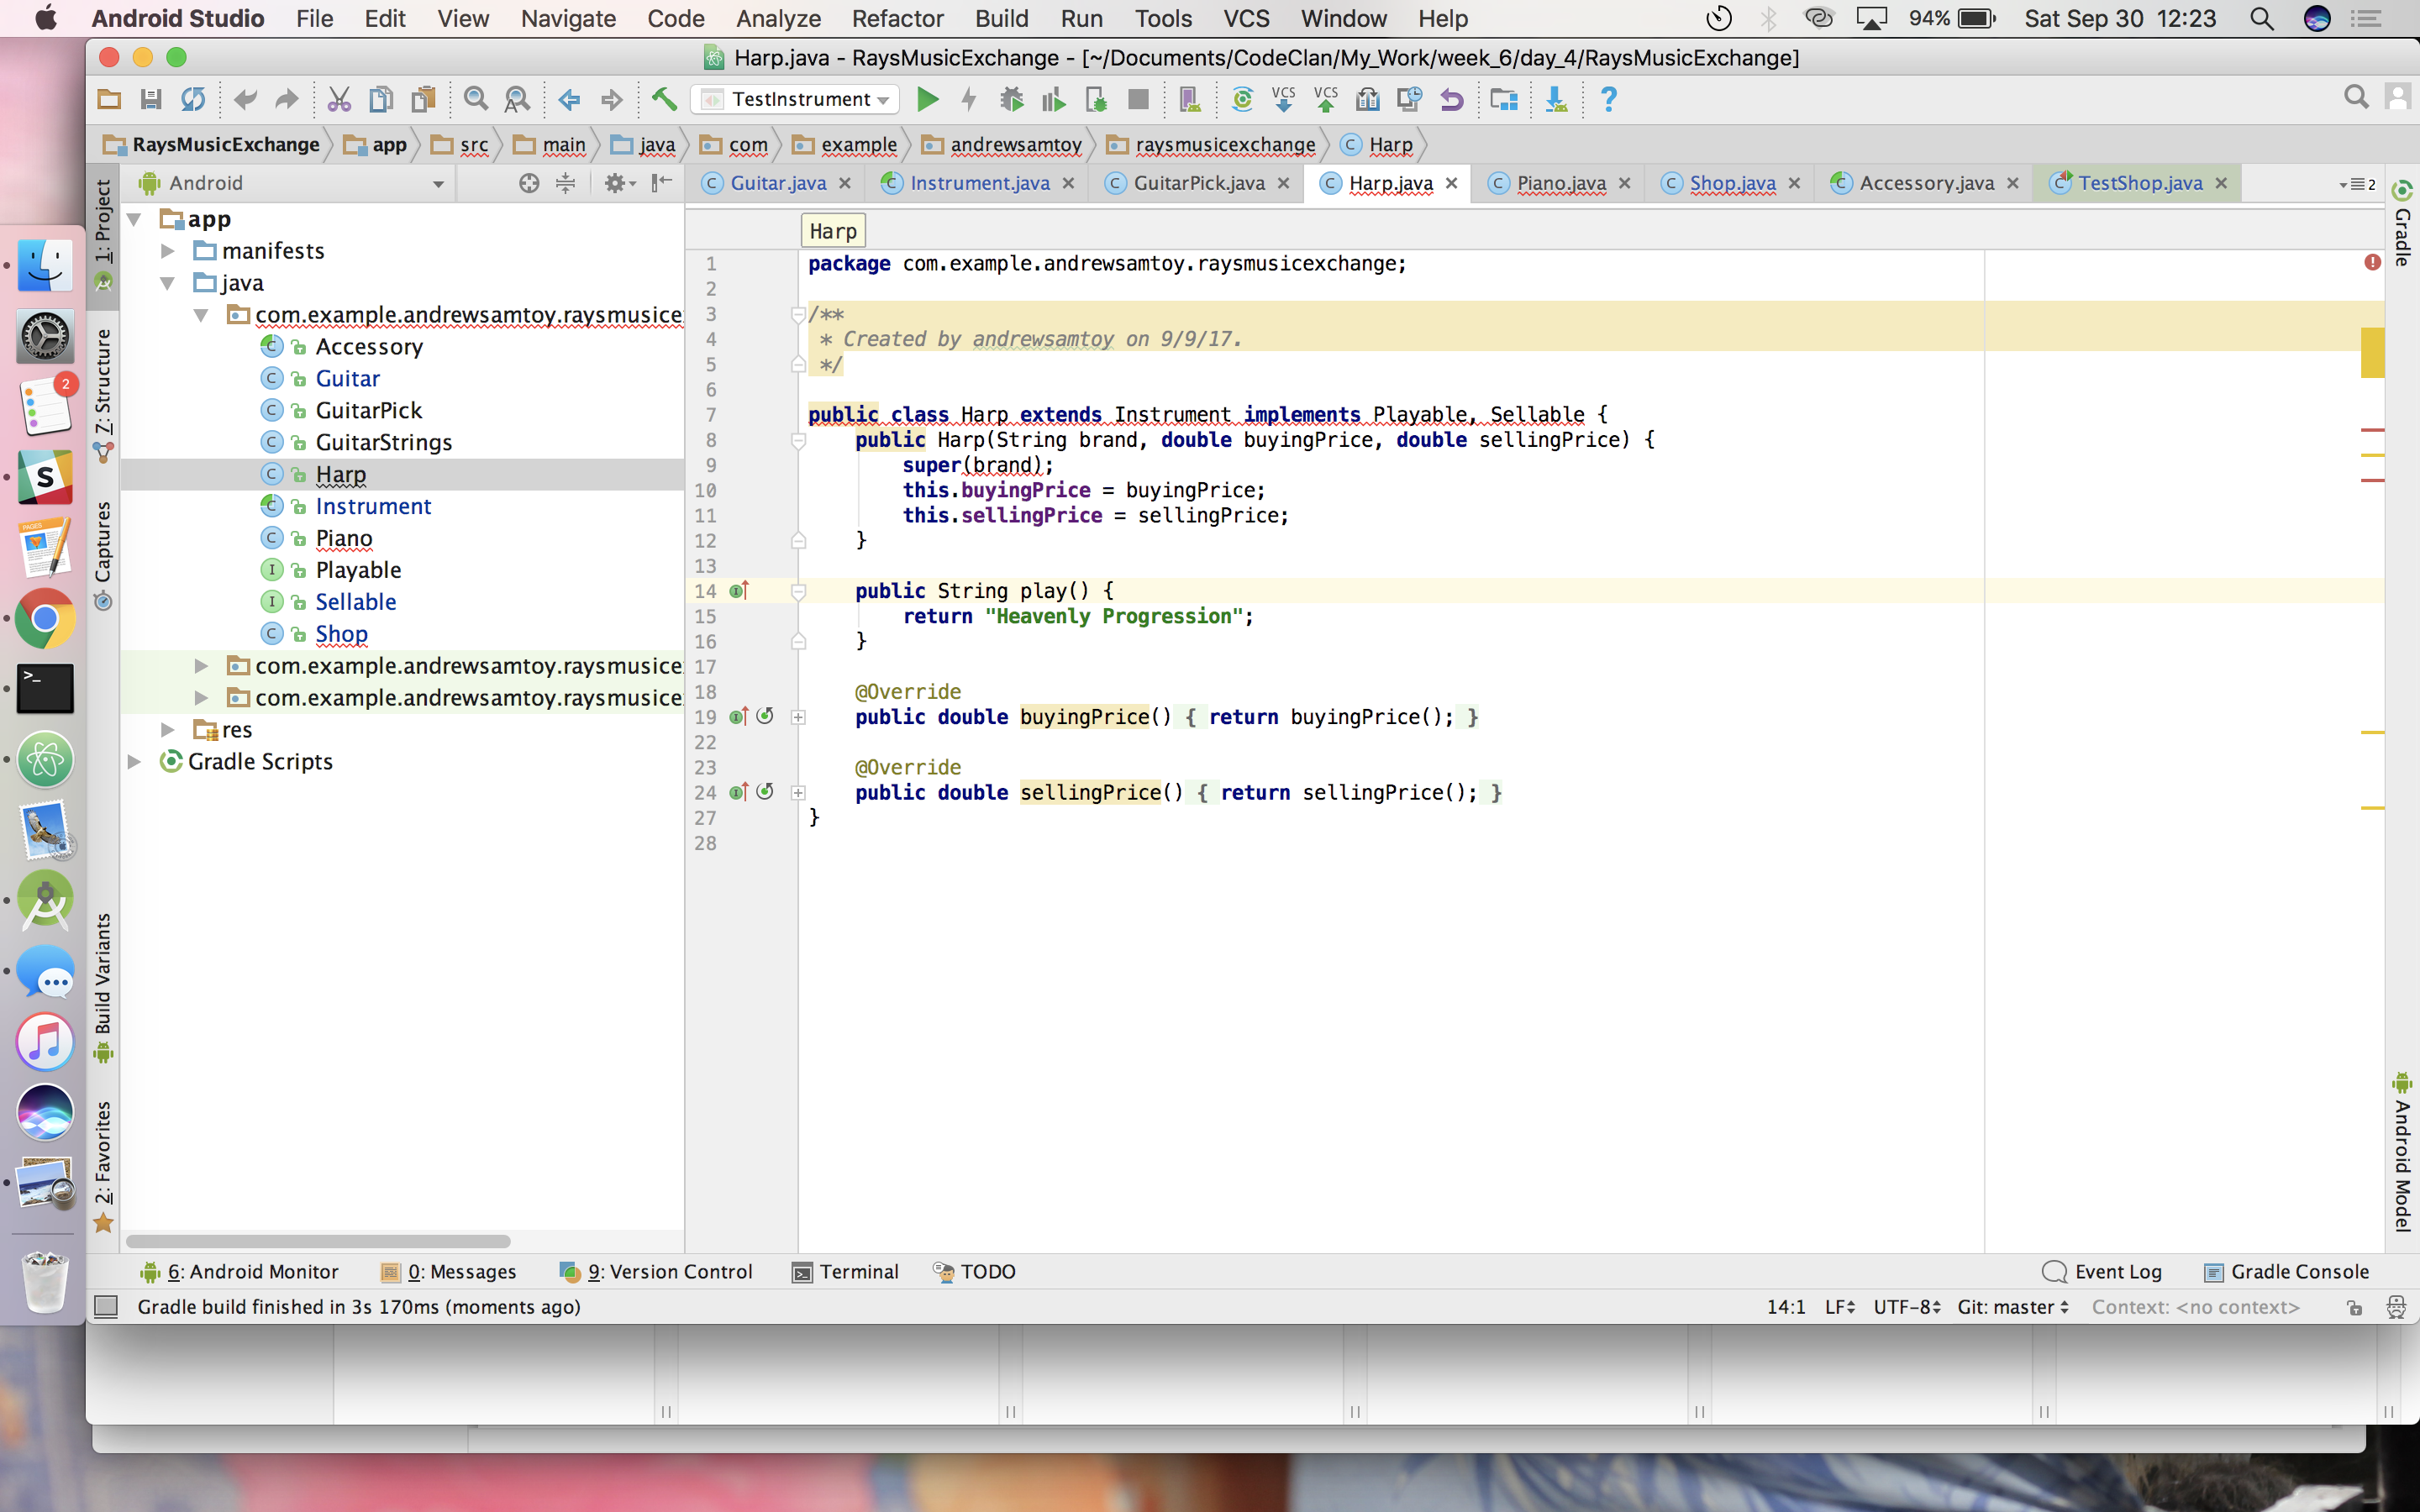 Android Studio File Edit View Navigate Code Analyze Refactor Build Run Tools VCS Window Help 94% Sat Sep 30 12:23
Harp.java - RaysMusicExchange - [~/Documents/CodeClan/My_Work/week_6/day_4/RaysMusicExchange]
TestInstrument VCS VCS ?
RaysMusicExchange app src main java com example andrewsamtoy raysmusicexchange C Harp
Android
C Guitar.java C Instrument.java C GuitarPick.java C Harp.java C Piano.java C Shop.java C Accessory.java C TestShop.java 2
1: Project
7: Structure
Captures
Build Variants
2: Favorites
app
manifests
java
com.example.andrewsamtoy.raysmusice
C Accessory
C Guitar
C GuitarPick
C GuitarStrings
C Harp
C Instrument
C Piano
I Playable
I Sellable
C Shop
com.example.andrewsamtoy.raysmusice
com.example.andrewsamtoy.raysmusice
res
Gradle Scripts
2
S
PAGES
>_
Harp
1 package com.example.andrewsamtoy.raysmusicexchange;
2
3 /**
4 * Created by andrewsamtoy on 9/9/17.
5 */
6
7 public class Harp extends Instrument implements Playable, Sellable {
8 public Harp(String brand, double buyingPrice, double sellingPrice) {
9 super(brand);
10 this.buyingPrice = buyingPrice;
11 this.sellingPrice = sellingPrice;
12 }
13
14 public String play() {
15 return "Heavenly Progression";
16 }
17
18 @Override
19 public double buyingPrice() { return buyingPrice(); }
22
23 @Override
24 public double sellingPrice() { return sellingPrice(); }
27 }
28
Gradle
Android Model
6: Android Monitor 0: Messages 9: Version Control Terminal TODO Event Log Gradle Console
Gradle build finished in 3s 170ms (moments ago) 14:1 LF UTF-8 Git: master Context: <no context>